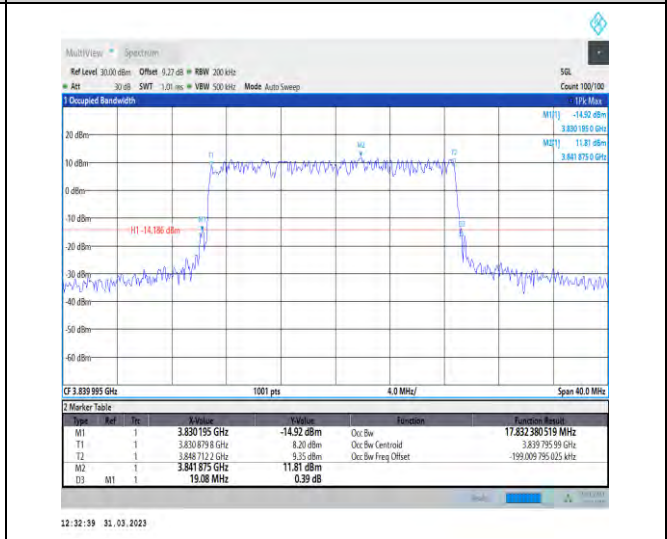 MultiView Spectrum
Ref Level 30.00 dBm Offset 9.27 dB RBW 200 kHz SGL
Att 30 dB SWT 1.01 ms VBW 500 kHz Mode Auto Sweep Count 100/100
1 Occupied Bandwidth 1Pk Max
M1[1] -14.92 dBm
3.830 195 0 GHz
M2[1] 11.81 dBm
3.841 875 0 GHz
20 dBm
10 dBm
0 dBm
-10 dBm
-20 dBm
-30 dBm
-40 dBm
-50 dBm
-60 dBm
T1
M2
T2
M1
D3
H1 -14.186 dBm
CF 3.839 995 GHz 1001 pts 4.0 MHz/ Span 40.0 MHz
2 Marker Table
Type Ref Trc X-Value Y-Value Function Function Result
M1 1 3.830195 GHz -14.92 dBm Occ Bw 17.832 380 519 MHz
T1 1 3.830 879 8 GHz 8.20 dBm Occ Bw Centroid 3.839 795 99 GHz
T2 1 3.848 712 2 GHz 9.35 dBm Occ Bw Freq Offset -199.009 795 025 kHz
M2 1 3.841 875 GHz 11.81 dBm
D3 M1 1 19.08 MHz 0.39 dB
12:32:39 31.03.2023